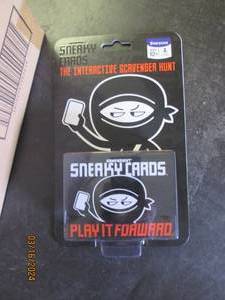 SNEAKY
CARDS
THE INTERACTIVE SCAVENGER HUNT
SNEAKY CARDS
PLAY IT FORWARD
03/16/2024